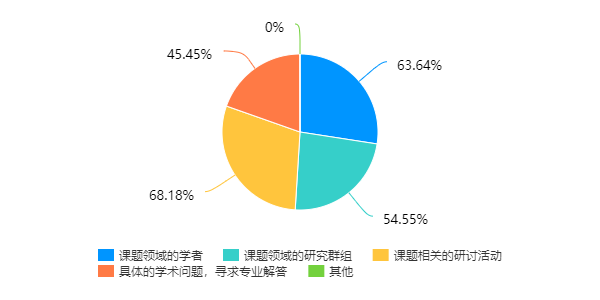 0%
45.45%
63.64%
68.18%
54.55%
课题领域的学者 课题领域的研究群组 课题相关的研讨活动
具体的学术问题，寻求专业解答 其他